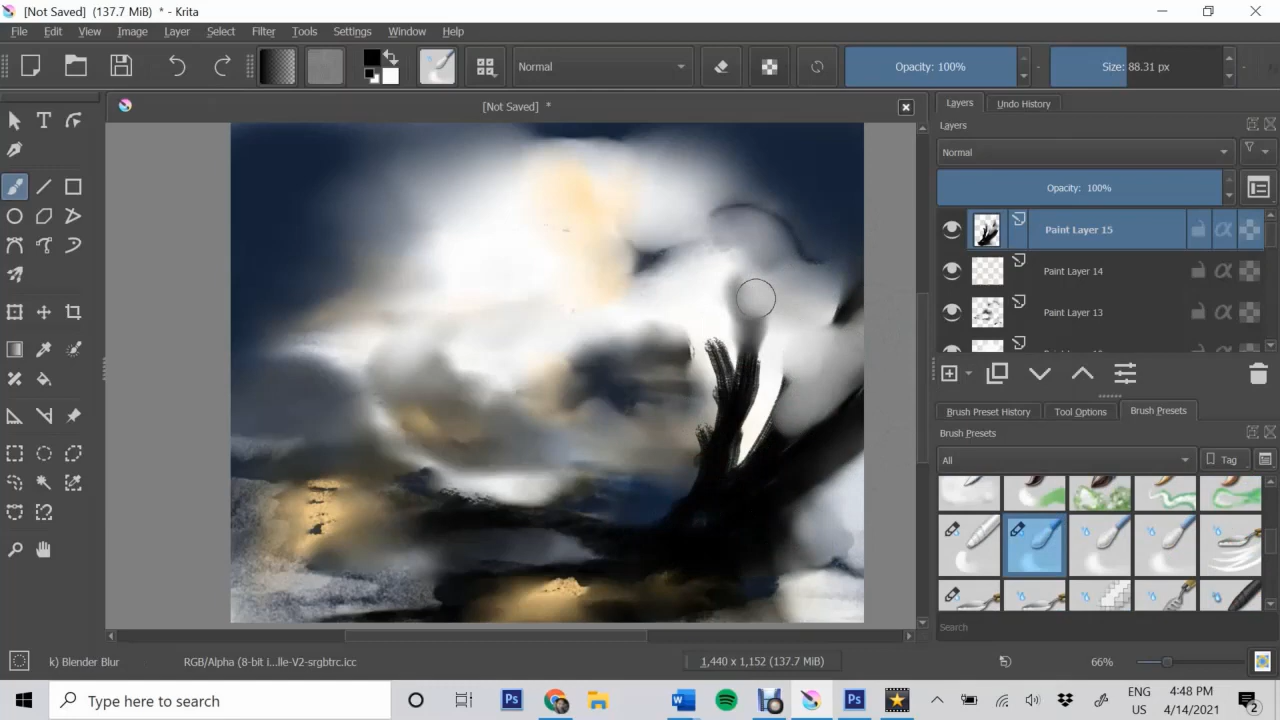 [Not Saved] (137.7 MiB) * - Krita
File Edit View Image Layer Select Filter Tools Settings Window Help
Normal
Opacity: 100%
Size: 88.31 px
[Not Saved] *
Layers Undo History
Layers
Normal
Opacity: 100%
Paint Layer 15
Paint Layer 14
Paint Layer 13
Brush Preset History Tool Options Brush Presets
Brush Presets
All
Tag
Search
k) Blender Blur
RGB/Alpha (8-bit i...lle-V2-srgbtrc.icc
1,440 x 1,152 (137.7 MiB)
66%
Type here to search
Ps
W
Ps
ENG
US
4:48 PM
4/14/2021
2